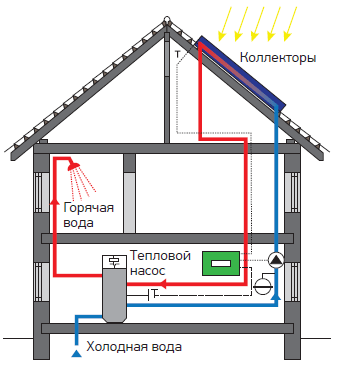 T
Коллекторы
Горячая
вода
Тепловой
насос
T
Холодная вода